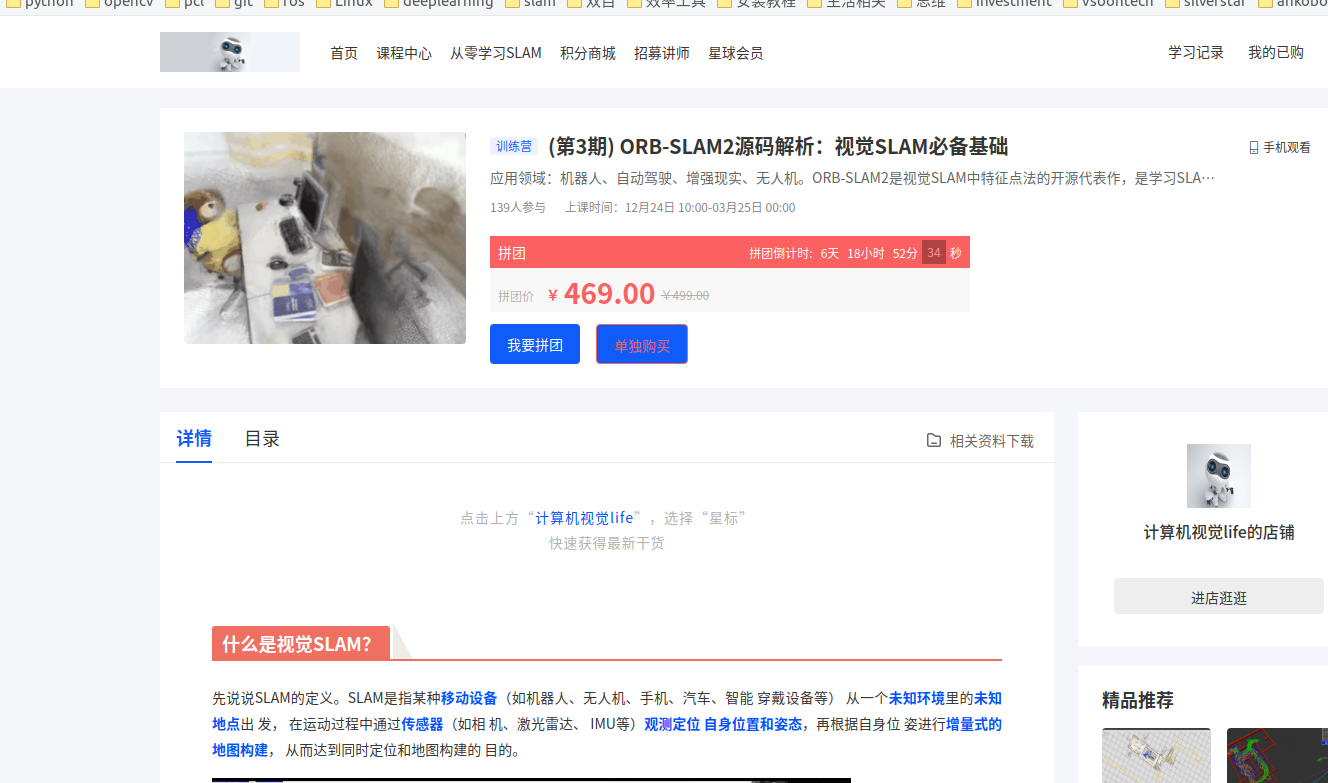 python opencv pcl git ros Linux deeplearning slam 双目 效率工具 安装教程 生活相关 思维 investment vsoontech silverstar
首页 课程中心 从零学习SLAM 积分商城 招募讲师 星球会员 学习记录 我的已购
训练营 (第3期) ORB-SLAM2源码解析：视觉SLAM必备基础 手机观看
应用领域：机器人、自动驾驶、增强现实、无人机。ORB-SLAM2是视觉SLAM中特征点法的开源代表作，是学习SLA…
139人参与 上课时间：12月24日 10:00-03月25日 00:00
拼团 拼团倒计时: 6天 18小时 52分 34 秒
拼团价 ¥ 469.00 ¥499.00
我要拼团 单独购买
详情 目录 相关资料下载
点击上方“计算机视觉life”，选择“星标”
快速获得最新干货
什么是视觉SLAM？
先说说SLAM的定义。SLAM是指某种移动设备（如机器人、无人机、手机、汽车、智能 穿戴设备等） 从一个未知环境里的未知
地点出 发， 在运动过程中通过传感器（如相 机、激光雷达、 IMU等）观测定位 自身位置和姿态，再根据自身位 姿进行增量式的
地图构建， 从而达到同时定位和地图构建的 目的。
计算机视觉life的店铺
进店逛逛
精品推荐